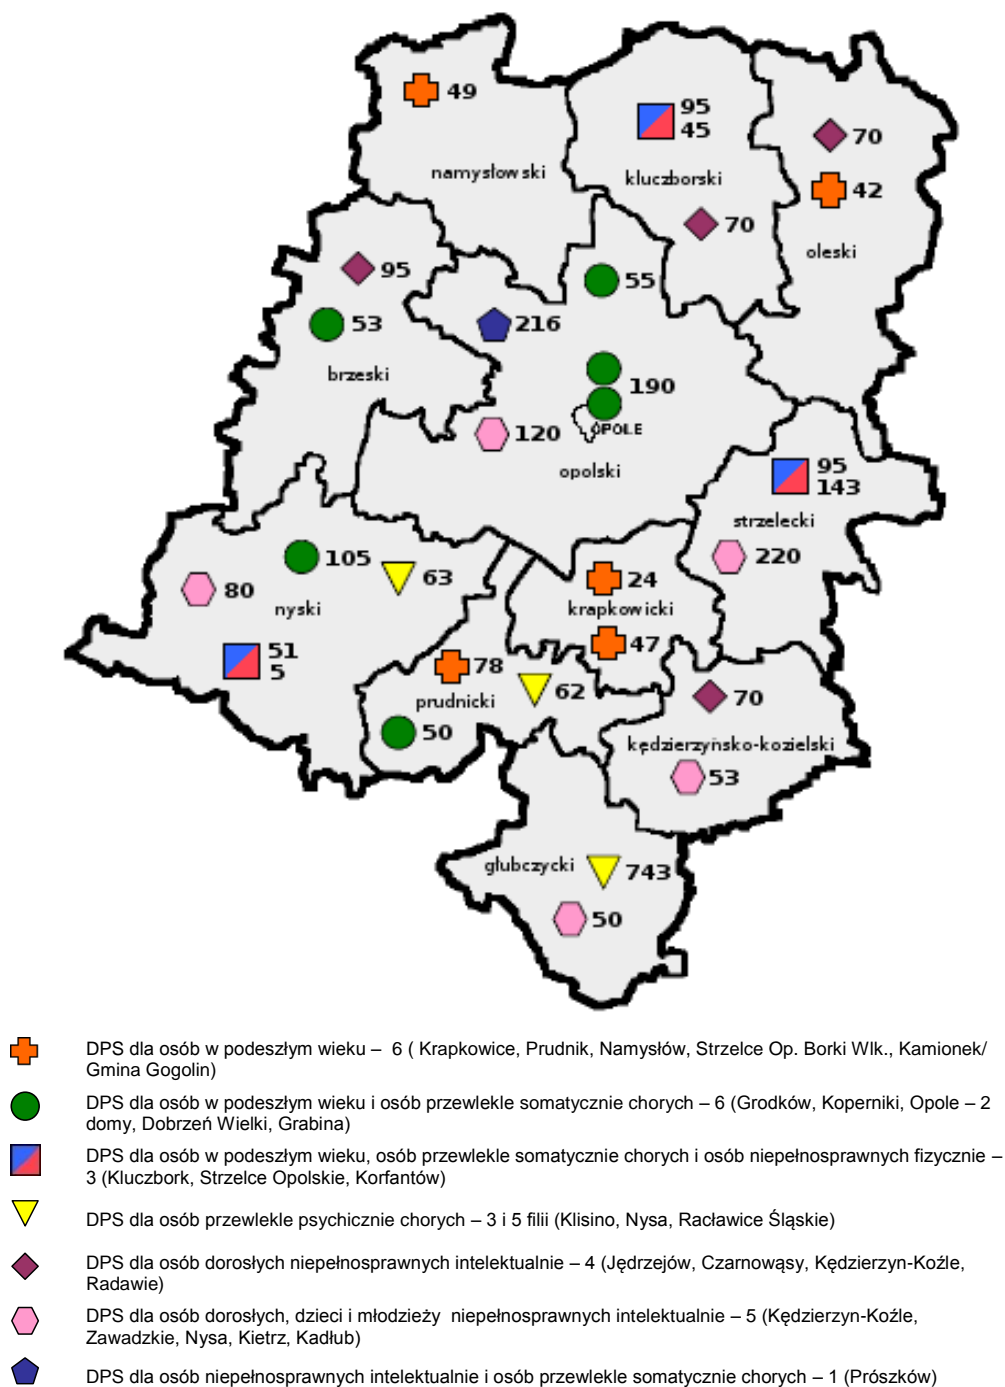 49
95
45
70
namysłowski
kluczborski
42
70
oleski
95
55
53
216
brzeski
190
OPOLE
120
opolski
95
143
strzelecki
105
63
220
80
nyski
24
krapkowicki
51
5
47
78
62
prudnicki
70
50
kędzierzyńsko-kozielski
53
głubczycki
743
50
DPS dla osób w podeszłym wieku – 6 ( Krapkowice, Prudnik, Namysłów, Strzelce Op. Borki Wlk., Kamionek/
Gmina Gogolin)
DPS dla osób w podeszłym wieku i osób przewlekle somatycznie chorych – 6 (Grodków, Koperniki, Opole – 2
domy, Dobrzeń Wielki, Grabina)
DPS dla osób w podeszłym wieku, osób przewlekle somatycznie chorych i osób niepełnosprawnych fizycznie –
3 (Kluczbork, Strzelce Opolskie, Korfantów)
DPS dla osób przewlekle psychicznie chorych – 3 i 5 filii (Klisino, Nysa, Racławice Śląskie)
DPS dla osób dorosłych niepełnosprawnych intelektualnie – 4 (Jędrzejów, Czarnowąsy, Kędzierzyn-Koźle,
Radawie)
DPS dla osób dorosłych, dzieci i młodzieży niepełnosprawnych intelektualnie – 5 (Kędzierzyn-Koźle,
Zawadzkie, Nysa, Kietrz, Kadłub)
DPS dla osób niepełnosprawnych intelektualnie i osób przewlekle somatycznie chorych – 1 (Prószków)